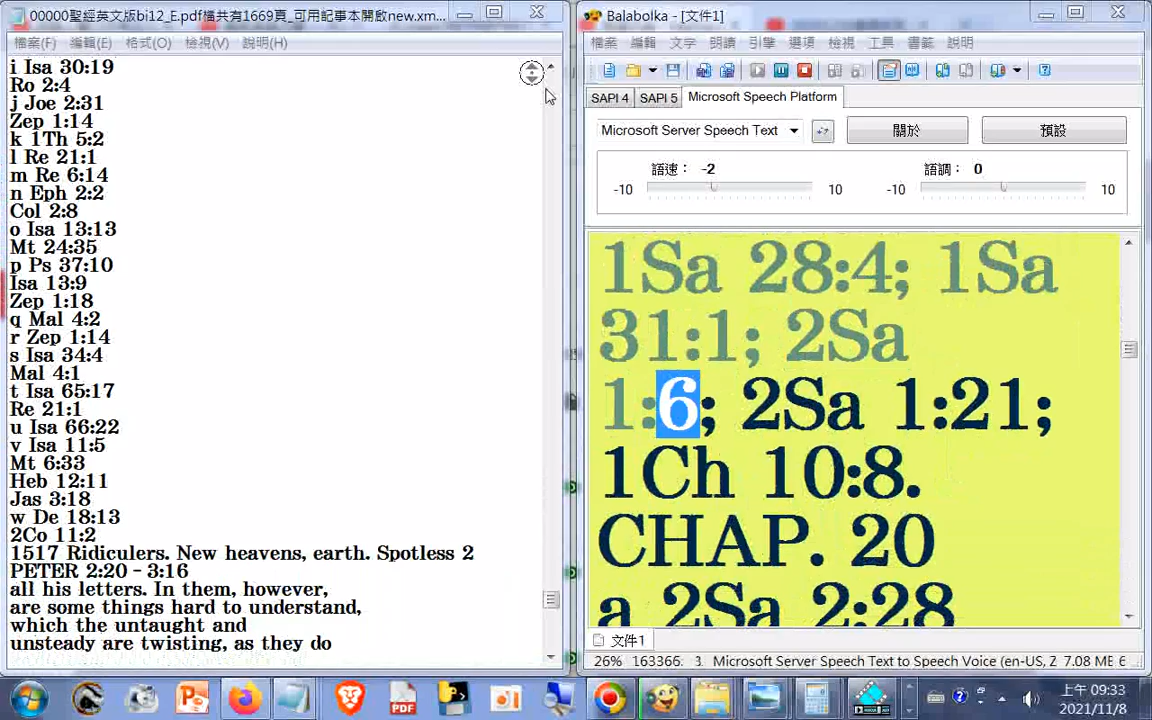 00000聖經英文版bi12_E.pdf檔共有1669頁_可用記事本開啟new.xm...
檔案(F) 編輯(E) 格式(O) 檢視(V) 說明(H)
i Isa 30:19
Ro 2:4
j Joe 2:31
Zep 1:14
k 1Th 5:2
l Re 21:1
m Re 6:14
n Eph 2:2
Col 2:8
o Isa 13:13
Mt 24:35
p Ps 37:10
Isa 13:9
Zep 1:18
q Mal 4:2
r Zep 1:14
s Isa 34:4
Mal 4:1
t Isa 65:17
Re 21:1
u Isa 66:22
v Isa 11:5
Mt 6:33
Heb 12:11
Jas 3:18
w De 18:13
2Co 11:2
1517 Ridiculers. New heavens, earth. Spotless 2
PETER 2:20–3:16
all his letters. In them, however,
are some things hard to understand,
which the untaught and
unsteady are twisting, as they do
Balabolka - [文件1]
檔案 編輯 文字 朗讀 引擎 選項 檢視 工具 書籤 說明
SAPI 4 SAPI 5 Microsoft Speech Platform
Microsoft Server Speech Text 關於 預設
語速： -2 語調： 0
-10 10 -10 10
1Sa 28:4; 1Sa
31:1; 2Sa
1:6; 2Sa 1:21;
1Ch 10:8.
CHAP. 20
a 2Sa 2:28
文件1
26% 163366. 3. Microsoft Server Speech Text to Speech Voice (en-US, 2 7.08 MB 6
PDF
上午 09:33
2021/11/8